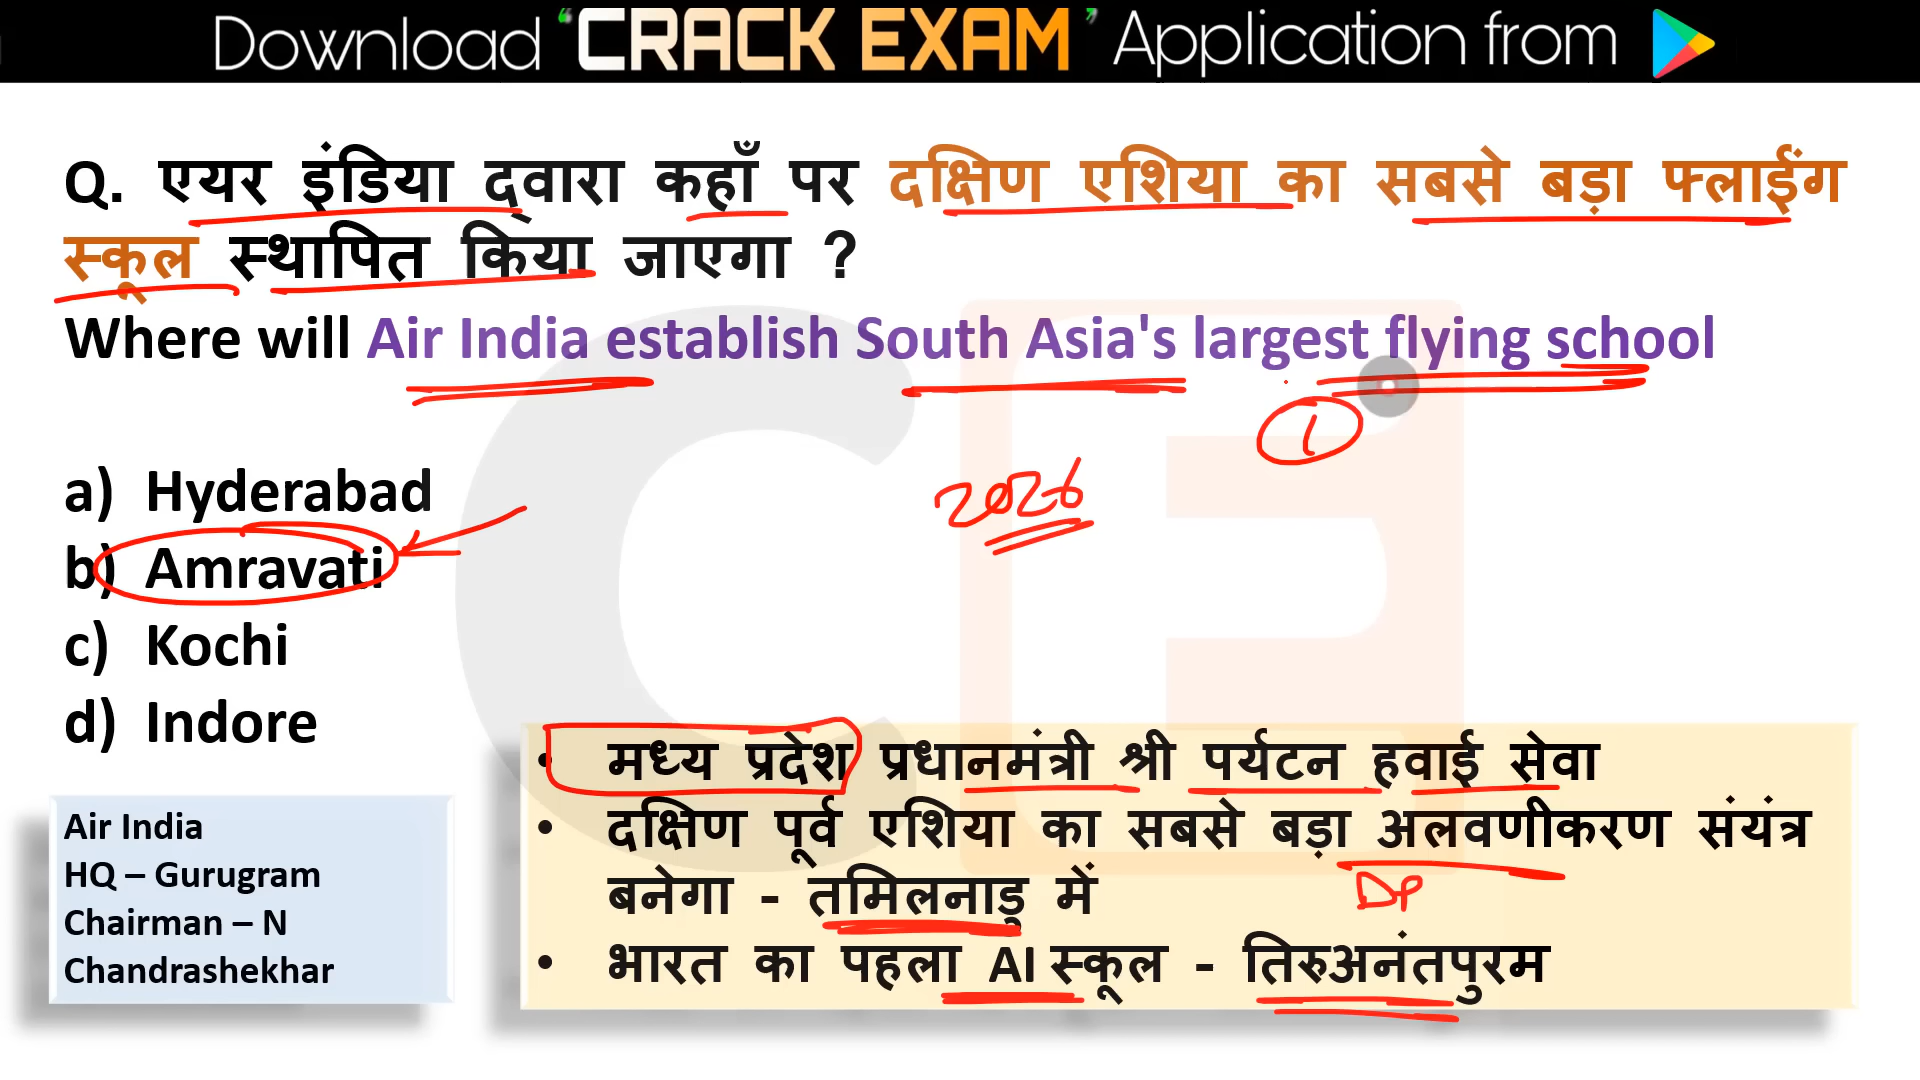 Download "CRACK EXAM" Application from
Q. एयर इंडिया द्वारा कहाँ पर दक्षिण एशिया का सबसे बड़ा फ्लाईंग
स्कूल स्थापित किया जाएगा ?
Where will Air India establish South Asia's largest flying school
1
2026
a) Hyderabad
b) Amravati
c) Kochi
d) Indore
Air India
HQ – Gurugram
Chairman – N
Chandrashekhar
• मध्य प्रदेश प्रधानमंत्री श्री पर्यटन हवाई सेवा
• दक्षिण पूर्व एशिया का सबसे बड़ा अलवणीकरण संयंत्र
बनेगा - तमिलनाडु में
DP
• भारत का पहला AI स्कूल - तिरुअनंतपुरम
CE